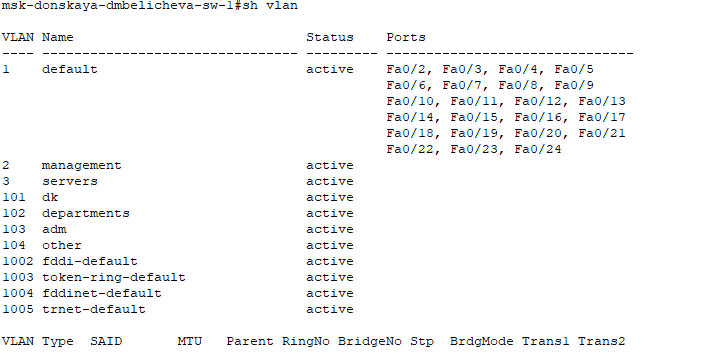 msk-donskaya-dmbelicheva-sw-1#sh vlan
VLAN Name                             Status    Ports
---- -------------------------------- --------- -------------------------------
1    default                          active    Fa0/2, Fa0/3, Fa0/4, Fa0/5
                                                Fa0/6, Fa0/7, Fa0/8, Fa0/9
                                                Fa0/10, Fa0/11, Fa0/12, Fa0/13
                                                Fa0/14, Fa0/15, Fa0/16, Fa0/17
                                                Fa0/18, Fa0/19, Fa0/20, Fa0/21
                                                Fa0/22, Fa0/23, Fa0/24
2    management                       active
3    servers                          active
101  dk                               active
102  departments                      active
103  adm                              active
104  other                            active
1002 fddi-default                     active
1003 token-ring-default               active
1004 fddinet-default                  active
1005 trnet-default                    active
VLAN Type  SAID       MTU   Parent RingNo BridgeNo Stp  BrdgMode Trans1 Trans2